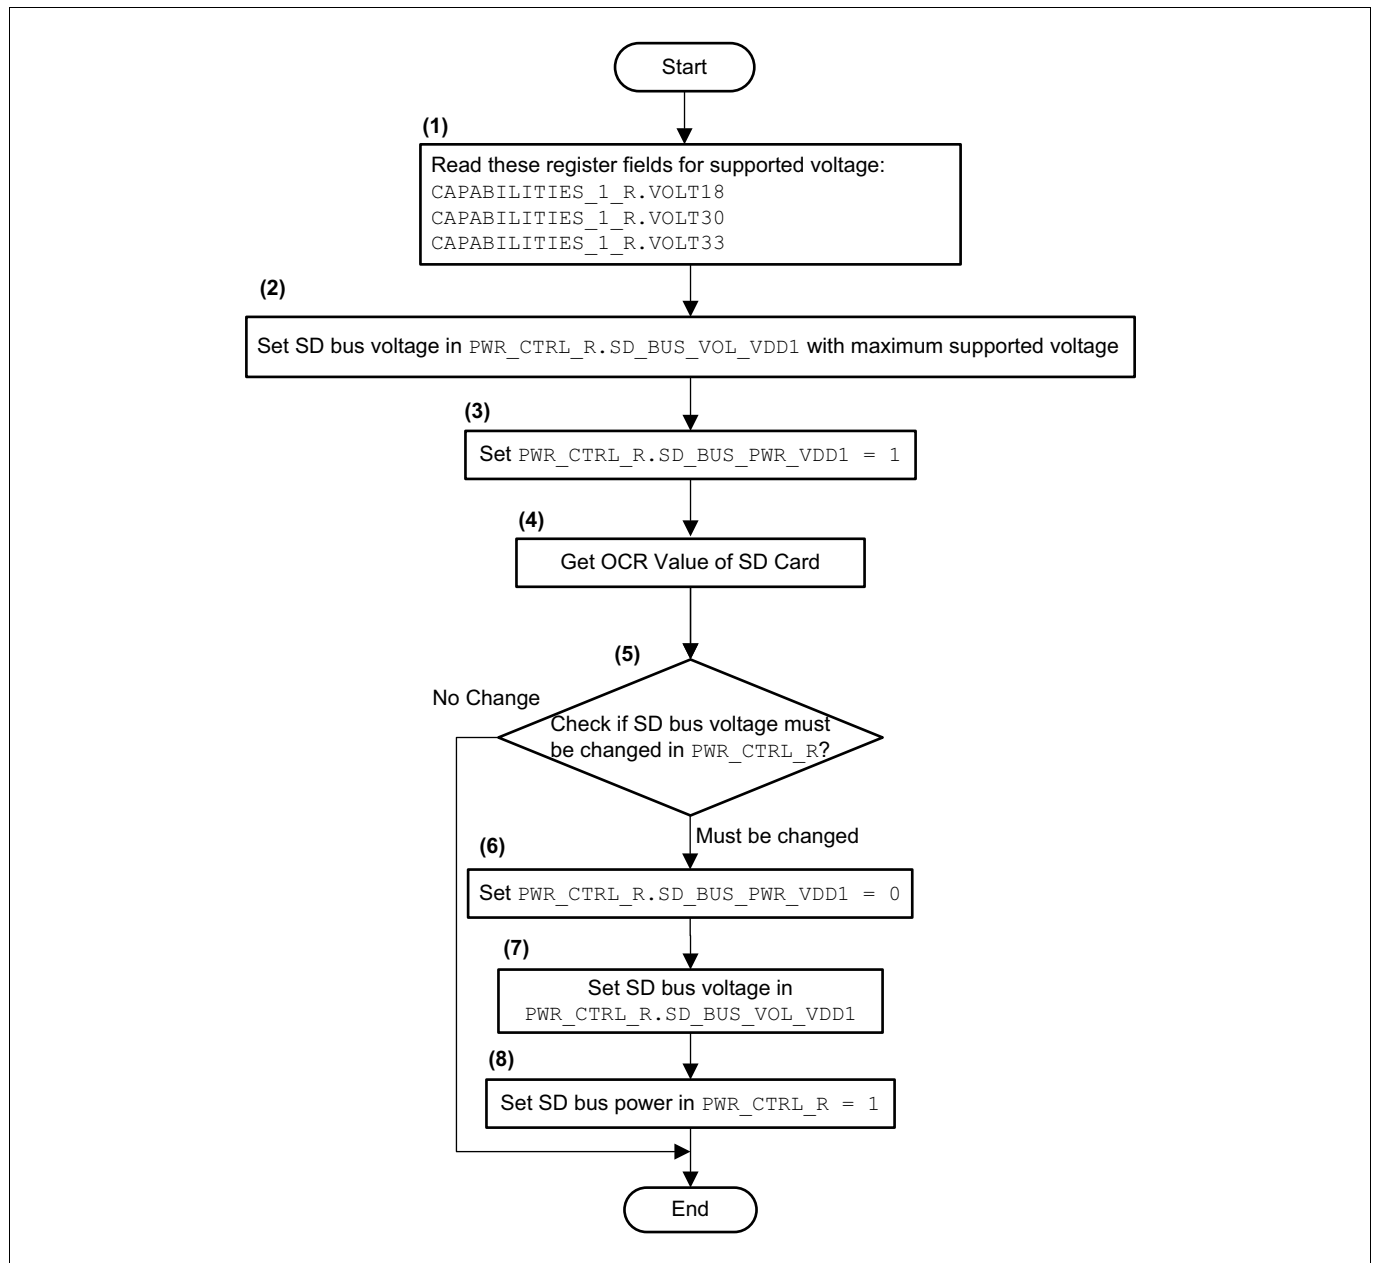 Start
(1)
Read these register fields for supported voltage:
CAPABILITIES_1_R.VOLT18
CAPABILITIES_1_R.VOLT30
CAPABILITIES_1_R.VOLT33
(2)
Set SD bus voltage in PWR_CTRL_R.SD_BUS_VOL_VDD1 with maximum supported voltage
(3)
Set PWR_CTRL_R.SD_BUS_PWR_VDD1 = 1
(4)
Get OCR Value of SD Card
(5)
No Change
Check if SD bus voltage must
be changed in PWR_CTRL_R?
Must be changed
(6)
Set PWR_CTRL_R.SD_BUS_PWR_VDD1 = 0
(7)
Set SD bus voltage in
PWR_CTRL_R.SD_BUS_VOL_VDD1
(8)
Set SD bus power in PWR_CTRL_R = 1
End